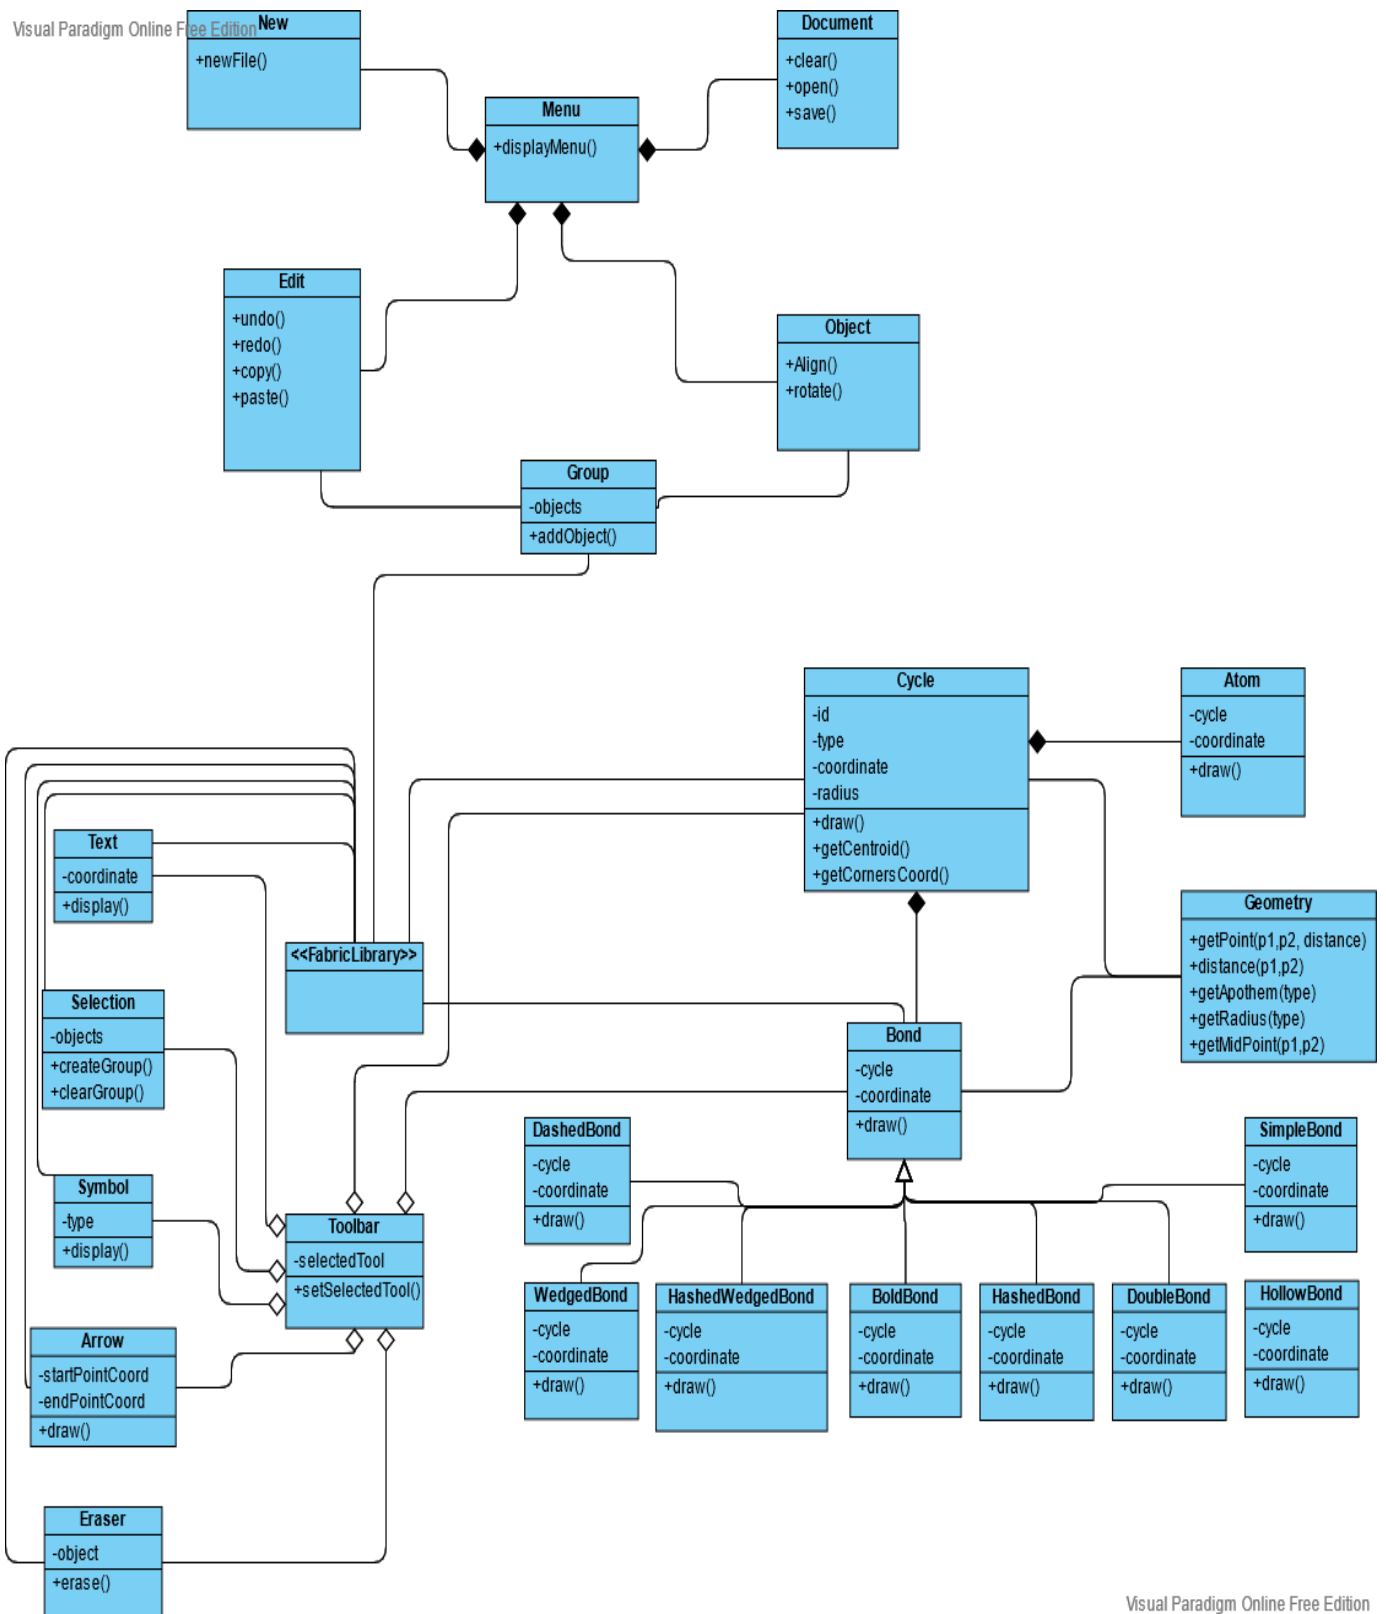 Visual Paradigm Online Free Edition
New
+newFile()
Document
+clear()
+open()
+save()
Menu
+displayMenu()
Edit
+undo()
+redo()
+copy()
+paste()
Object
+Align()
+rotate()
Group
-objects
+addObject()
Cycle
-id
-type
-coordinate
-radius
+draw()
+getCentroid()
+getCornersCoord()
Atom
-cycle
-coordinate
+draw()
Text
-coordinate
+display()
Geometry
+getPoint(p1,p2, distance)
+distance(p1,p2)
+getApothem(type)
+getRadius(type)
+getMidPoint(p1,p2)
<<FabricLibrary>>
Selection
-objects
+createGroup()
+clearGroup()
Bond
-cycle
-coordinate
+draw()
DashedBond
-cycle
-coordinate
+draw()
SimpleBond
-cycle
-coordinate
+draw()
Symbol
-type
+display()
Toolbar
-selectedTool
+setSelectedTool()
WedgedBond
-cycle
-coordinate
+draw()
HashedWedgedBond
-cycle
-coordinate
+draw()
BoldBond
-cycle
-coordinate
+draw()
HashedBond
-cycle
-coordinate
+draw()
DoubleBond
-cycle
-coordinate
+draw()
HollowBond
-cycle
-coordinate
+draw()
Arrow
-startPointCoord
-endPointCoord
+draw()
Eraser
-object
+erase()
Visual Paradigm Online Free Edition